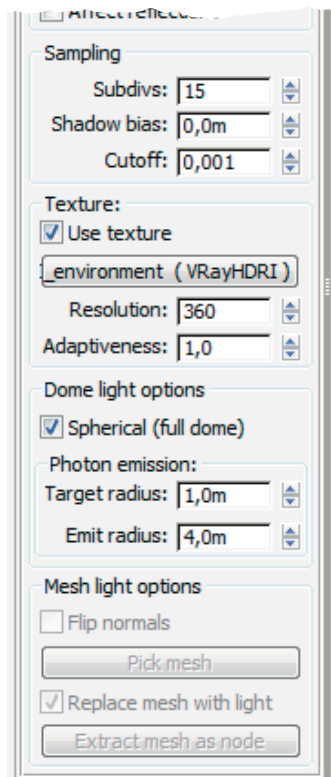 Sampling
Subdivs: 15
Shadow bias: 0,0m
Cutoff: 0,001
Texture:
Use texture
_environment ( VRayHDRI )
Resolution: 360
Adaptiveness: 1,0
Dome light options
Spherical (full dome)
Photon emission:
Target radius: 1,0m
Emit radius: 4,0m
Mesh light options
Flip normals
Pick mesh
Replace mesh with light
Extract mesh as node